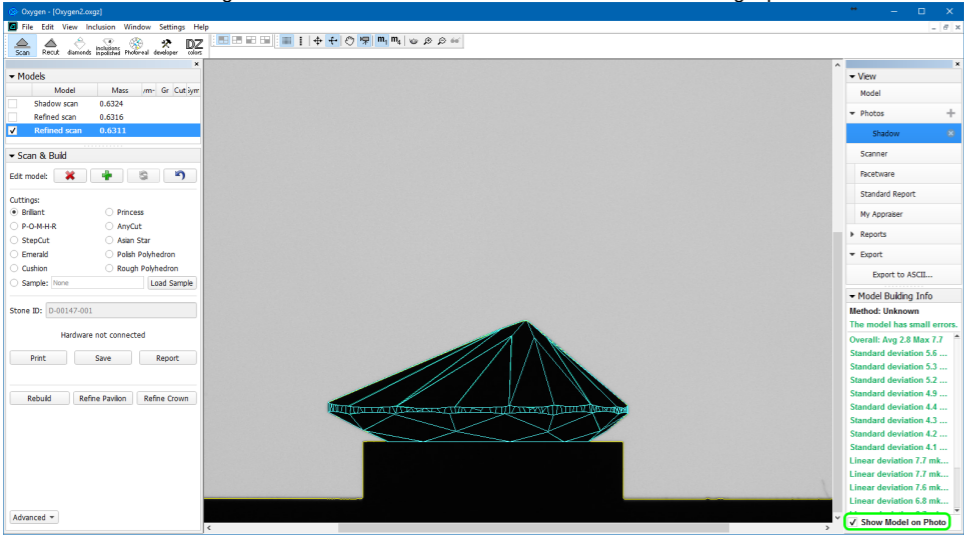 Oxygen - [Oxygen2.oxgz]
File Edit View Inclusion Window Settings Help
Scan Recut diamonds inclusions inpolished Photoreal developer DZ colors
m1 mt
Models
Model Mass Gr Cut Sym
Shadow scan 0.6324
Refined scan 0.6316
Refined scan 0.6311
Scan & Build
Edit model:
Cuttings:
Brilliant Princess
P-O-M-H-R AnyCut
StepCut Asian Star
Emerald Polish Polyhedron
Cushion Rough Polyhedron
Sample: None Load Sample
Stone ID: D-00147-001
Hardware not connected
Print Save Report
Rebuild Refine Pavilion Refine Crown
Advanced
View
Model
Photos
Shadow
Scanner
Facetware
Standard Report
My Appraiser
Reports
Export
Export to ASCII...
Model Building Info
Method: Unknown
The model has small errors.
Overall: Avg 2.8 Max 7.7
Standard deviation 5.6 ...
Standard deviation 5.3 ...
Standard deviation 5.2 ...
Standard deviation 4.9 ...
Standard deviation 4.4 ...
Standard deviation 4.3 ...
Standard deviation 4.2 ...
Standard deviation 4.1 ...
Linear deviation 7.7 mk...
Linear deviation 7.7 mk...
Linear deviation 7.6 mk...
Linear deviation 6.8 mk...
Show Model on Photo